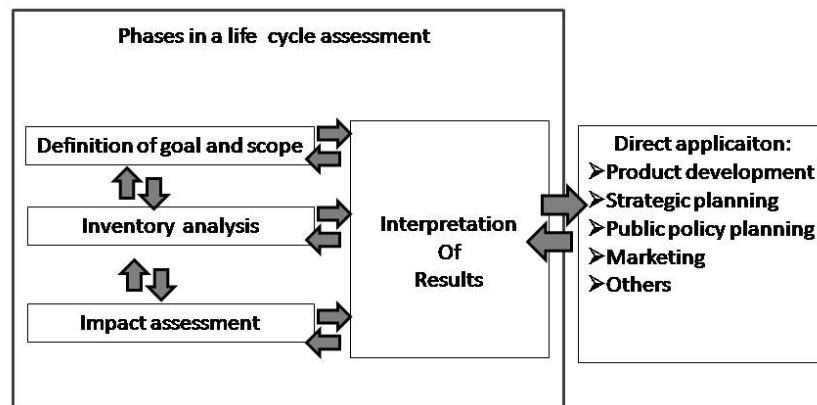 Phases in a life cycle assessment
Definition of goal and scope
Inventory analysis
Impact assessment
Interpretation
Of
Results
Direct applicaiton:
➢Product development
➢Strategic planning
➢Public policy planning
➢Marketing
➢Others